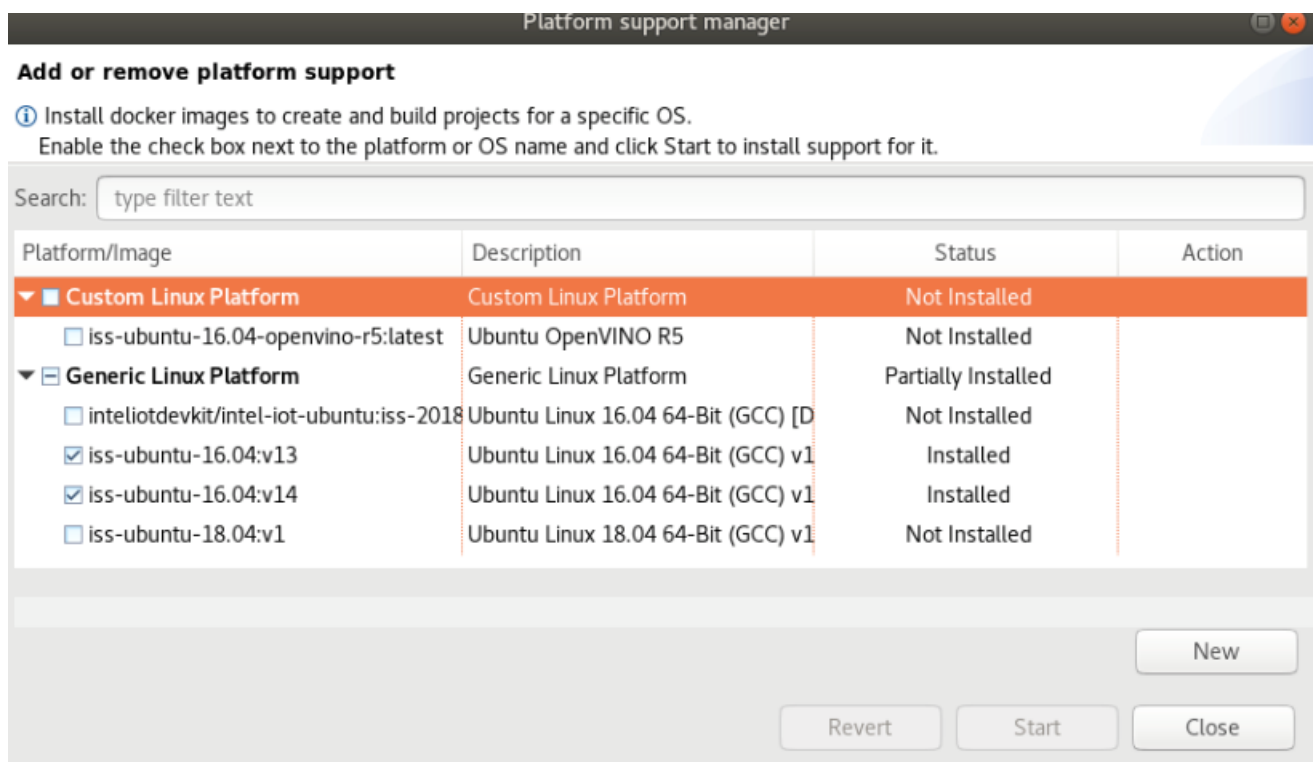 Platform support manager
Add or remove platform support
Install docker images to create and build projects for a specific OS.
Enable the check box next to the platform or OS name and click Start to install support for it.
Search: type filter text
Platform/Image Description Status Action
Custom Linux Platform Custom Linux Platform Not Installed
iss-ubuntu-16.04-openvino-r5:latest Ubuntu OpenVINO R5 Not Installed
Generic Linux Platform Generic Linux Platform Partially Installed
inteliotdevkit/intel-iot-ubuntu:iss-2018 Ubuntu Linux 16.04 64-Bit (GCC) [D Not Installed
iss-ubuntu-16.04:v13 Ubuntu Linux 16.04 64-Bit (GCC) v1 Installed
iss-ubuntu-16.04:v14 Ubuntu Linux 16.04 64-Bit (GCC) v1 Installed
iss-ubuntu-18.04:v1 Ubuntu Linux 18.04 64-Bit (GCC) v1 Not Installed
New
Revert Start Close